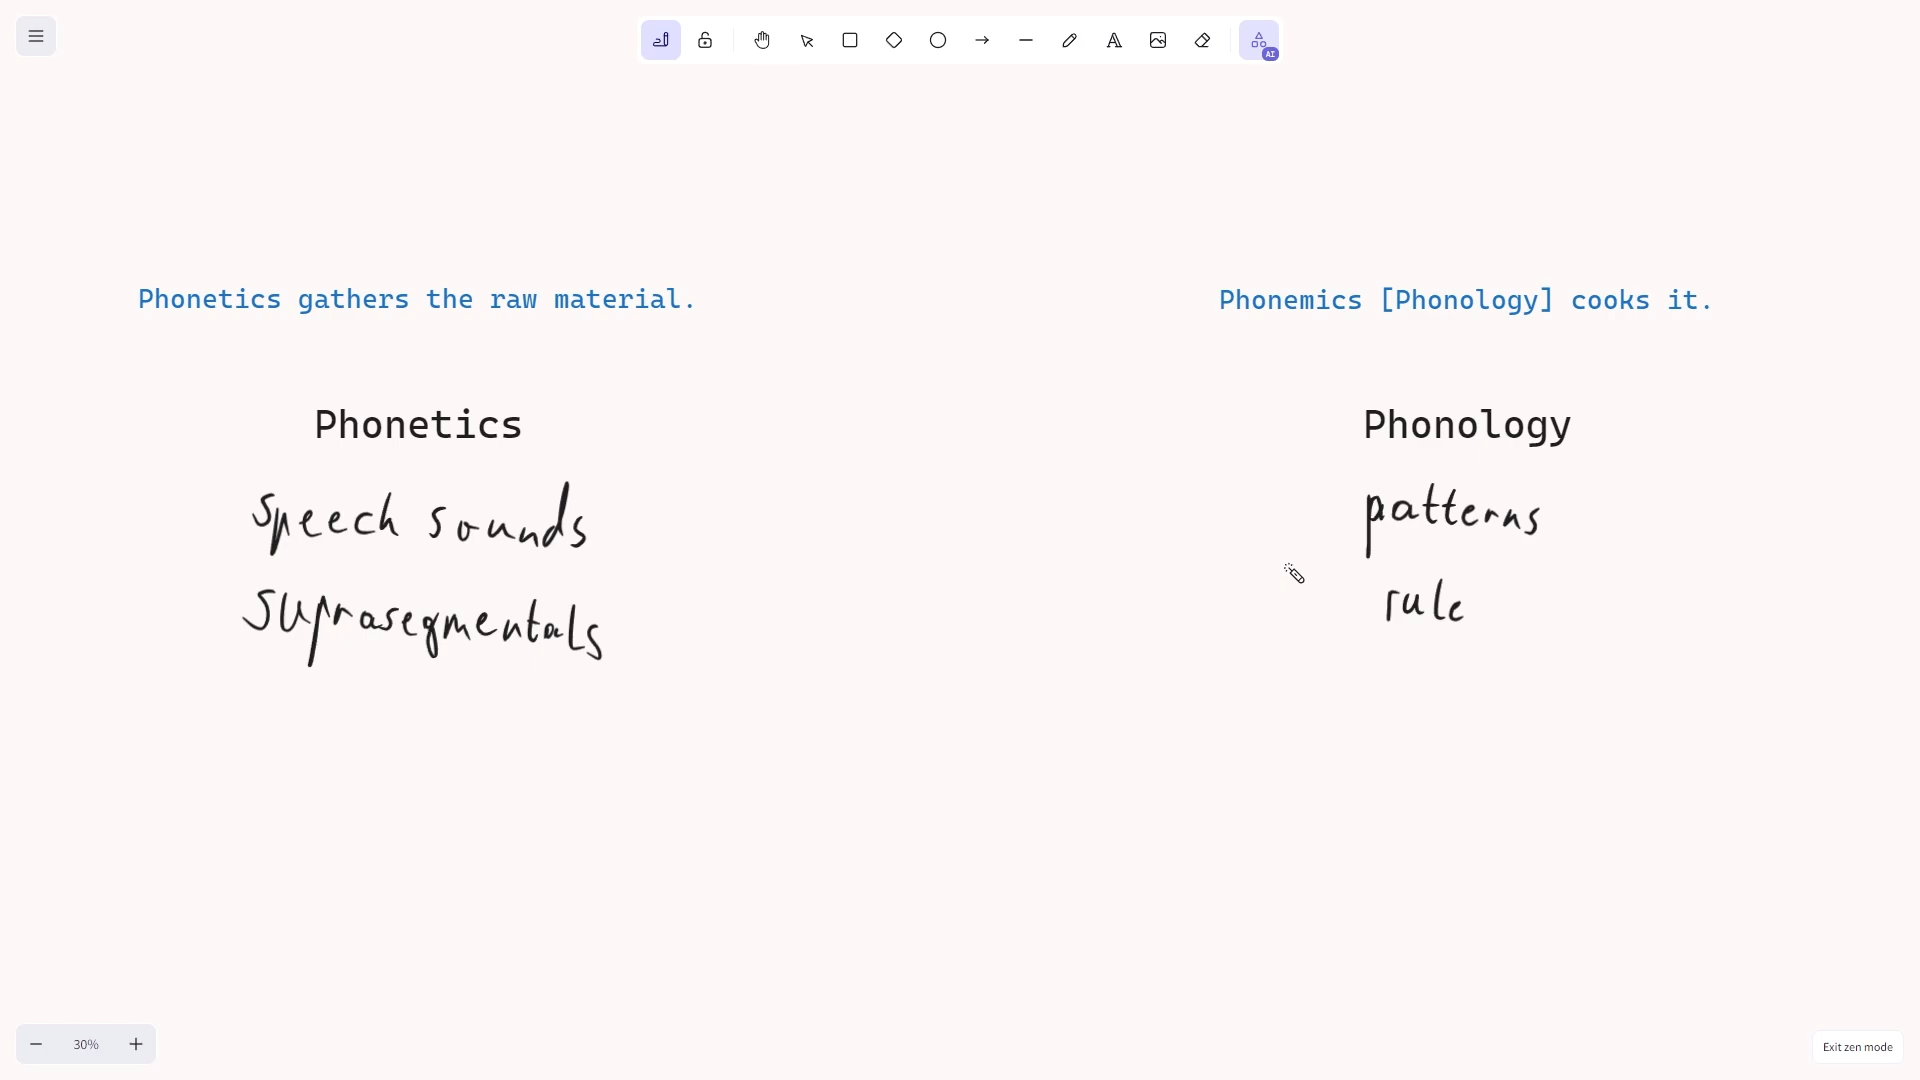 AI
Phonetics gathers the raw material.
Phonemics [Phonology] cooks it.
Phonetics
Phonology
speech sounds
patterns
suprasegmentals
rule
30%
Exit zen mode